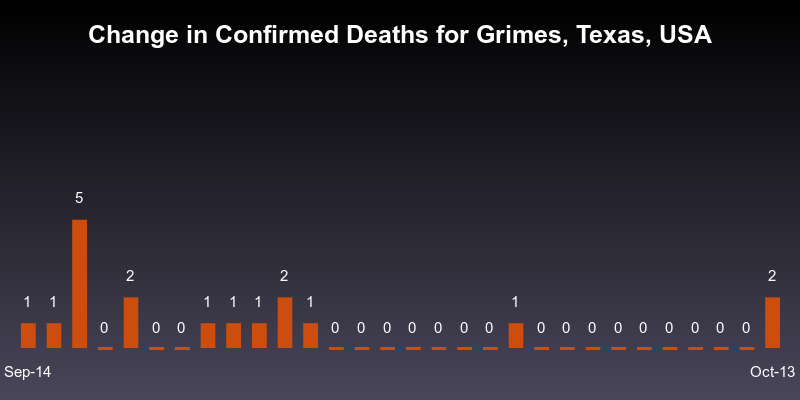 Change in Confirmed Deaths for Grimes, Texas, USA
1 1 5 0 2 0 0 1 1 1 2 1 0 0 0 0 0 0 0 1 0 0 0 0 0 0 0 0 0 2
Sep-14 Oct-13